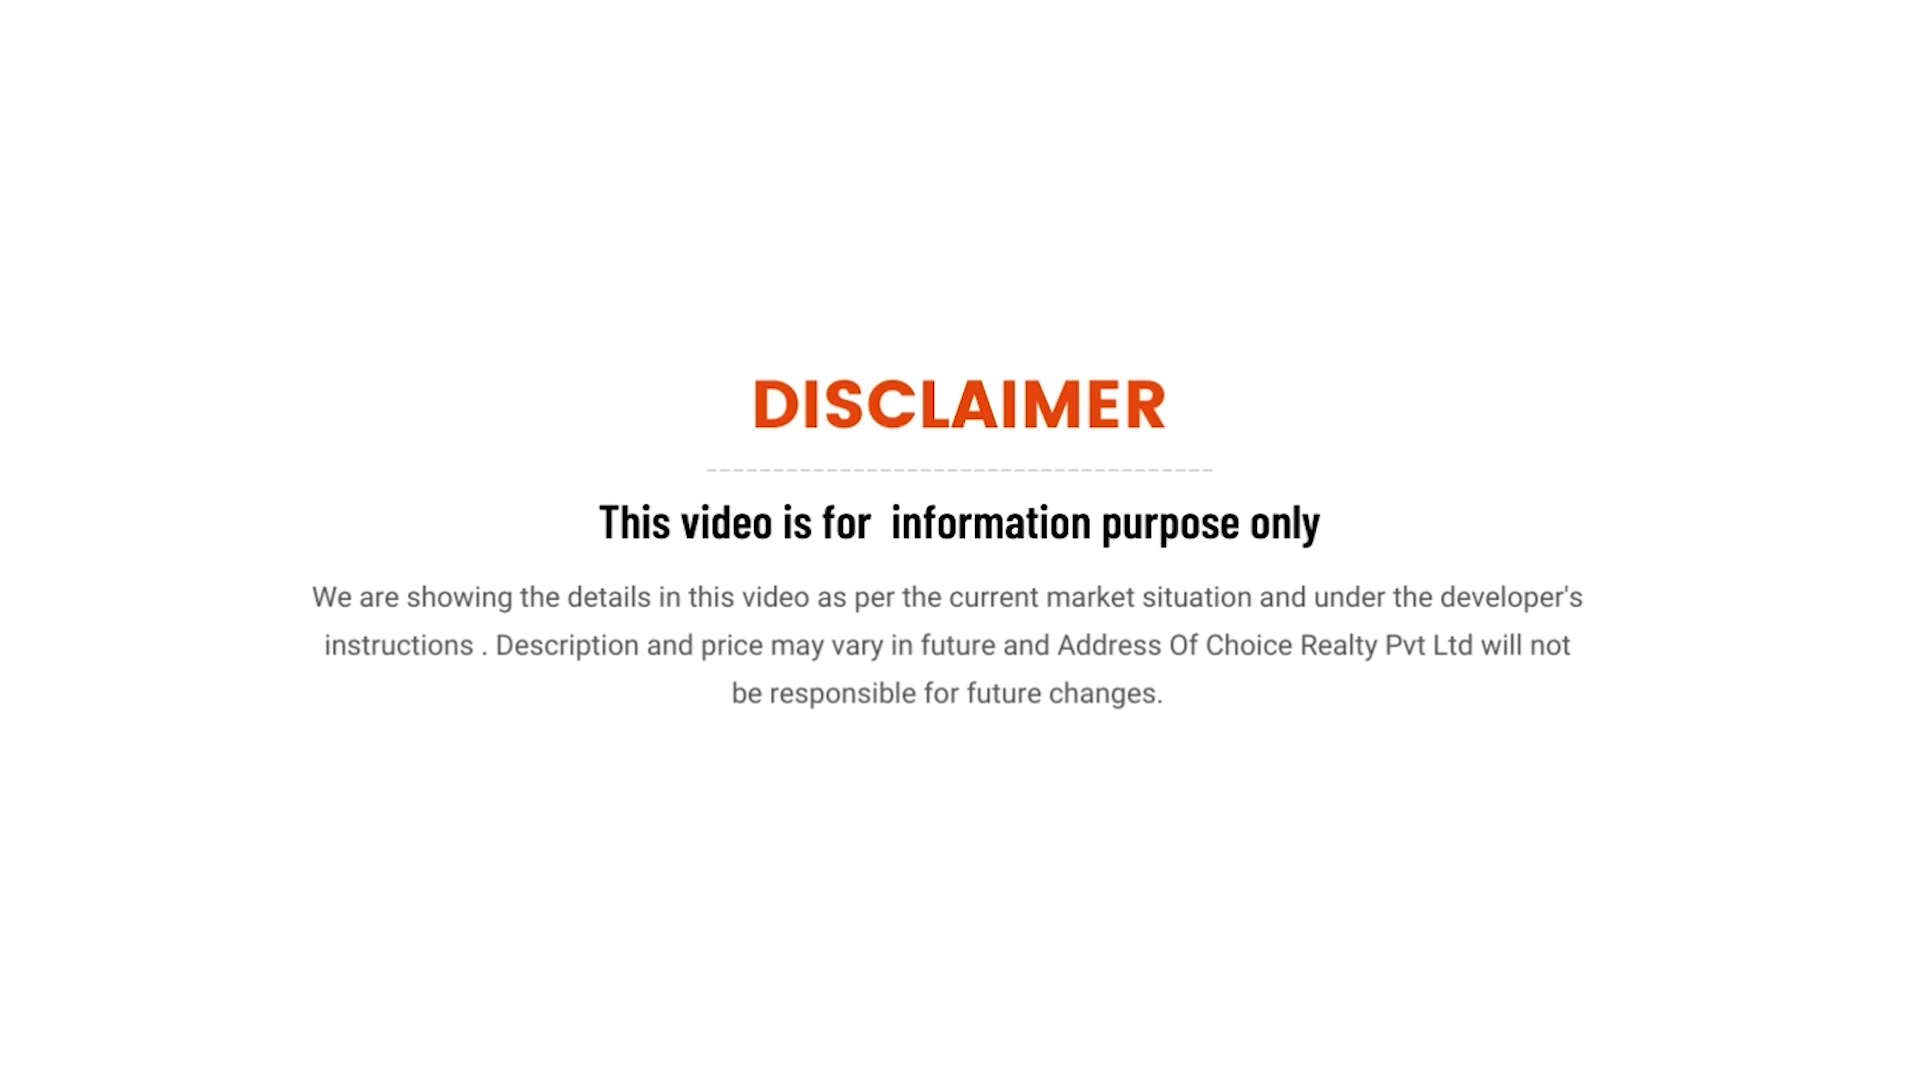 DISCLAIMER
This video is for  information purpose only
We are showing the details in this video as per the current market situation and under the developer's
instructions . Description and price may vary in future and Address Of Choice Realty Pvt Ltd will not
be responsible for future changes.